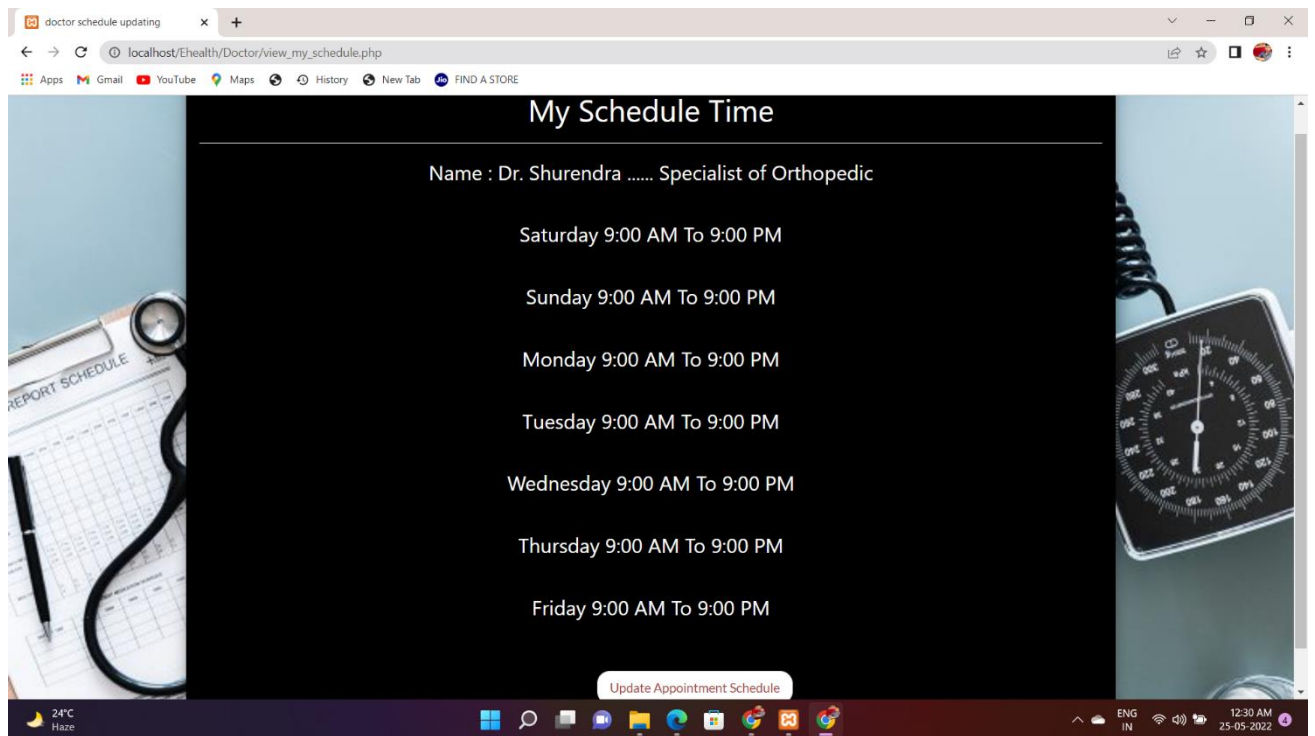 doctor schedule updating
localhost/Ehealth/Doctor/view_my_schedule.php
Apps Gmail YouTube Maps History New Tab Jio FIND A STORE
My Schedule Time
Name : Dr. Shurendra ...... Specialist of Orthopedic
Saturday 9:00 AM To 9:00 PM
Sunday 9:00 AM To 9:00 PM
Monday 9:00 AM To 9:00 PM
REPORT SCHEDULE
Tuesday 9:00 AM To 9:00 PM
Wednesday 9:00 AM To 9:00 PM
Thursday 9:00 AM To 9:00 PM
Friday 9:00 AM To 9:00 PM
Update Appointment Schedule
24°C
Haze
ENG
IN
12:30 AM
25-05-2022
4